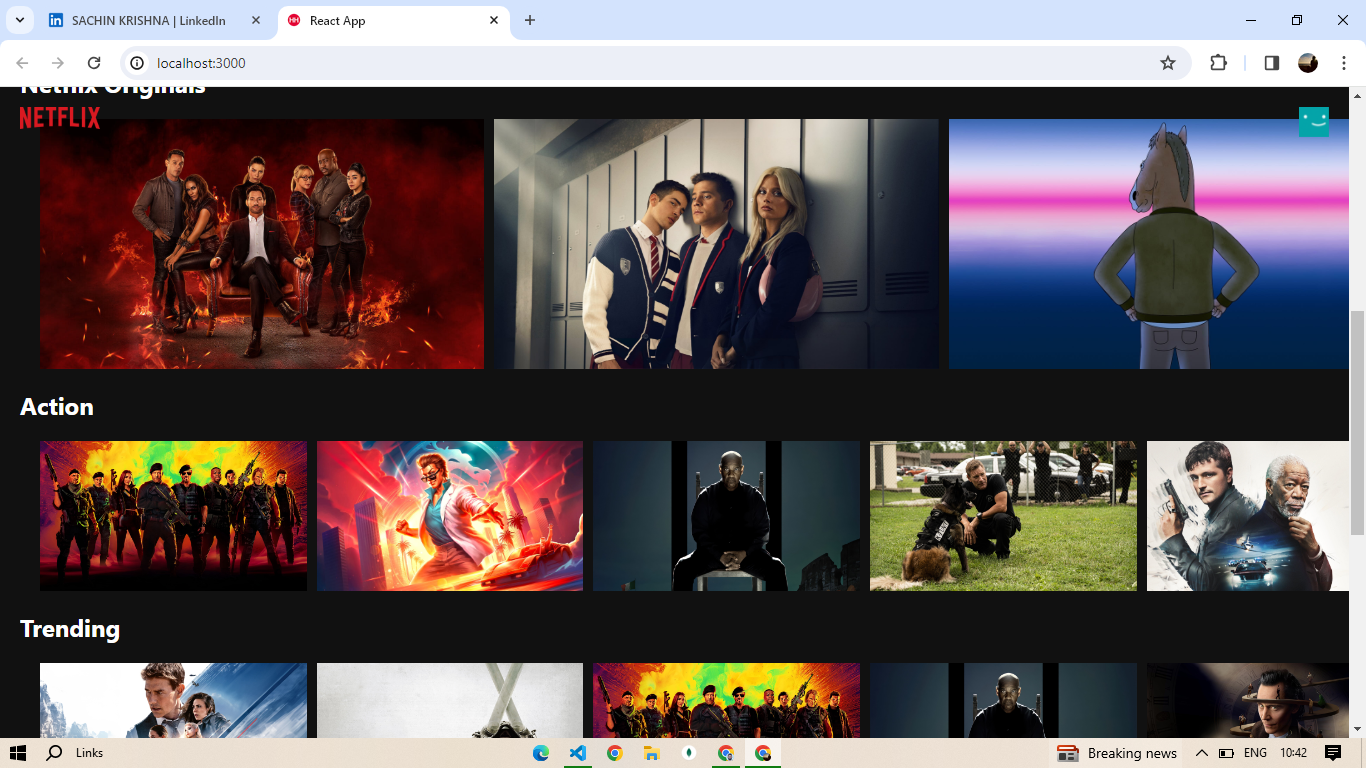 SACHIN KRISHNA | LinkedIn
React App
localhost:3000
Netflix Originals
NETFLIX
Action
Trending
Links
Breaking news
ENG
10:42